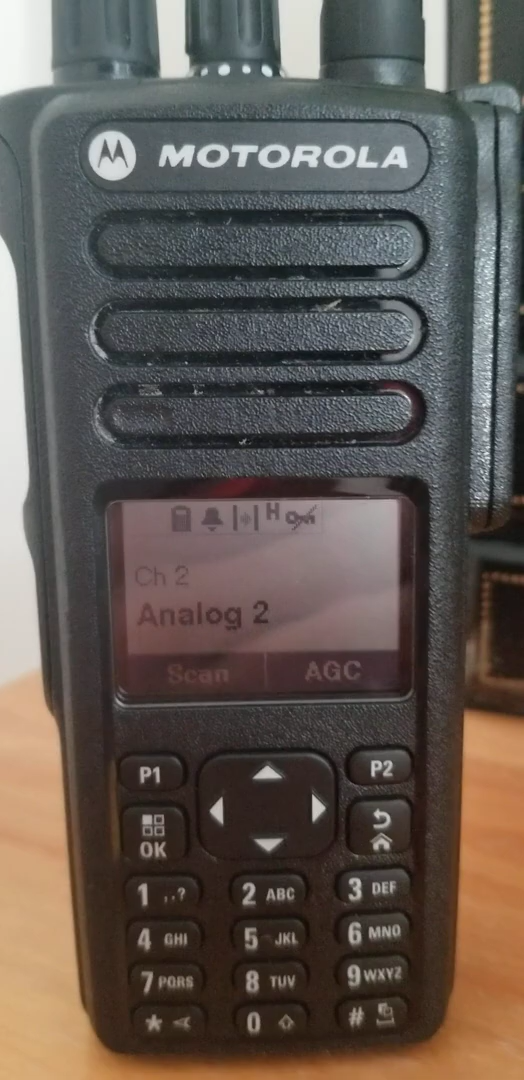 MOTOROLA
H
Ch 2
Analog 2
Scan AGC
P1 P2
OK
1 .,? 2 ABC 3 DEF
4 GHI 5 JKL 6 MNO
7 PQRS 8 TUV 9 WXYZ
* 0 #